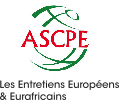 ASCPE
Les Entretiens Européens
& Eurafricains